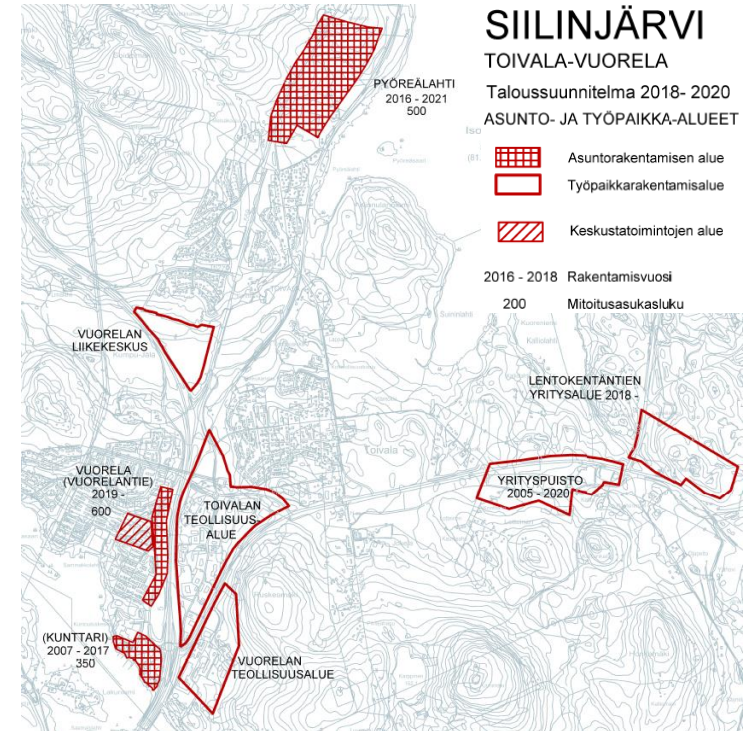 SIILINJÄRVI
TOIVALA-VUORELA
Taloussuunnitelma 2018- 2020
ASUNTO- JA TYÖPAIKKA-ALUEET
Asuntorakentamisen alue
Työpaikkarakentamisalue
Keskustatoimintojen alue
2016 - 2018 Rakentamisvuosi
200 Mitoitusasukasluku
PYÖREÄLAHTI
2016 - 2021
500
VUORELAN
LIIKEKESKUS
LENTOKENTÄNTIEN
YRITYSALUE 2018 -
YRITYSPUISTO
2005 - 2020
VUORELA
(VUORELANTIE)
2019 -
600
TOIVALAN
TEOLLISUUS-
ALUE
Toivala
(KUNTTARI)
2007 - 2017
350
VUORELAN
TEOLLISUUSALUE